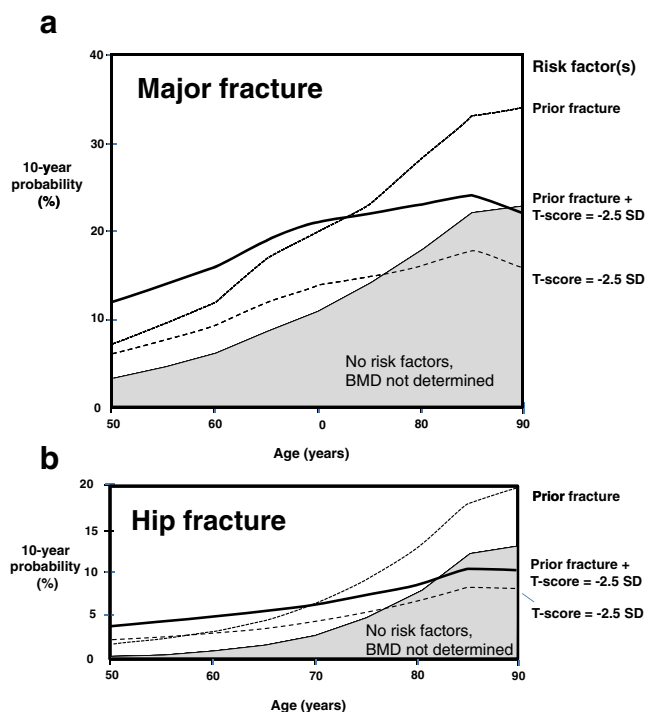 a
40
Major fracture
Risk factor(s)
Prior fracture
30
10-year
probability
(%)
Prior fracture +
T-score = -2.5 SD
20
T-score = -2.5 SD
10
No risk factors,
BMD not determined
0
50
60
0
80
90
Age (years)
b
20
Hip fracture
Prior fracture
15
10-year
probability
(%)
Prior fracture +
T-score = -2.5 SD
10
T-score = -2.5 SD
5
No risk factors,
BMD not determined
0
50
60
70
80
90
Age (years)